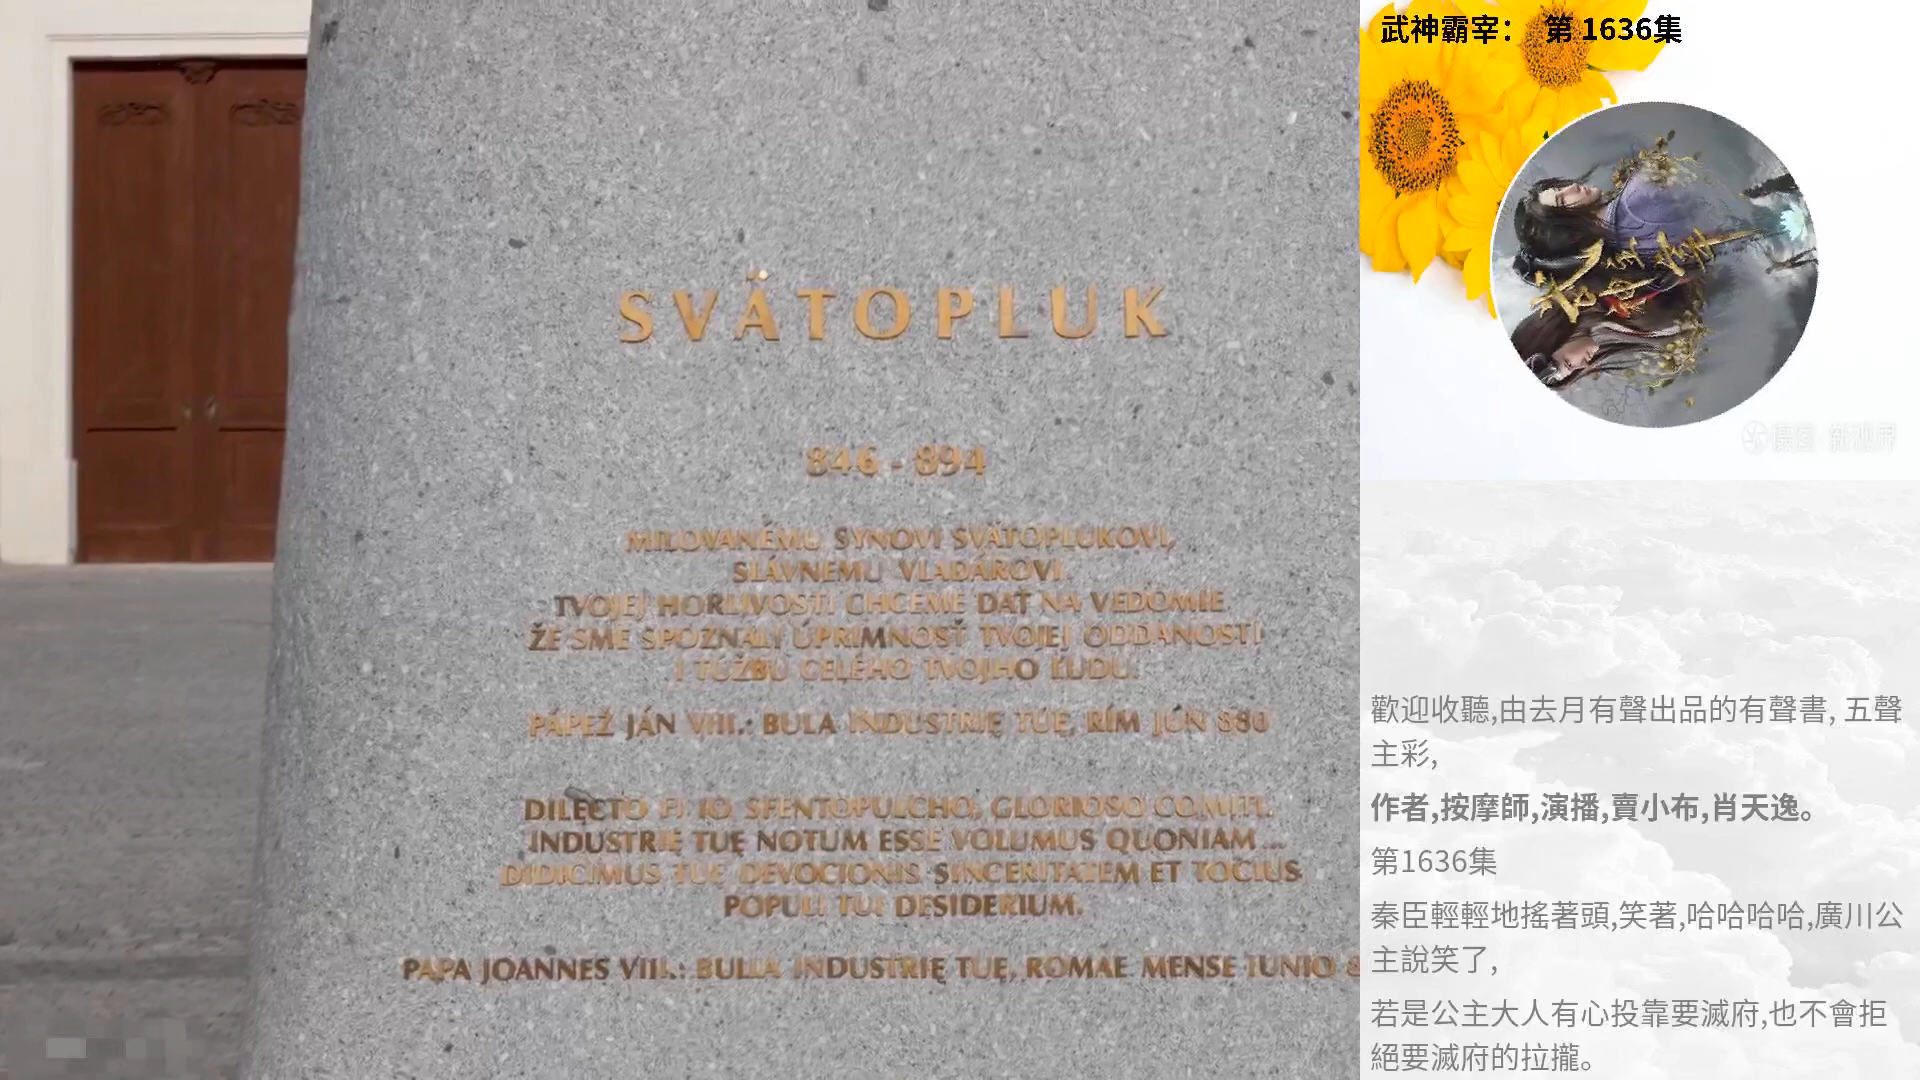 SVÄTOPLUK
846 - 894
MILOVANÉMU SYNOVI SVÄTOPLUKOVI,
SLÁVNEMU VLADÁROVI.
TVOJEJ HORLIVOSTI CHCEME DAŤ NA VEDOMIE
ŽE SME SPOZNALI ÚPRIMNOSŤ TVOJEJ ODDANOSTI
I TÚŽBU CELÉHO TVOJHO ĽUDU.
PÁPEŽ JÁN VIII.: BULA INDUSTRIĘ TUĘ, RÍM JÚN 880
DILĘCTO FILIO SFENTOPULCHO, GLORIOSO COMITI.
INDUSTRIĘ TUĘ NOTUM ESSE VOLUMUS QUONIAM ...
DIDICIMUS TUĘ DEVOCIONIS SINCERITATEM ET TOCIUS
POPULI TUI DESIDERIUM.
PAPA JOANNES VIII.: BULLA INDUSTRIĘ TUĘ, ROMAE MENSE IUNIO
武神霸宰： 第 1636集
歡迎收聽,由去月有聲出品的有聲書, 五聲
主彩,
作者,按摩師,演播,賣小布,肖天逸。
第1636集
秦臣輕輕地搖著頭,笑著,哈哈哈哈,廣川公
主說笑了,
若是公主大人有心投靠要滅府,也不會拒
絕要滅府的拉攏。